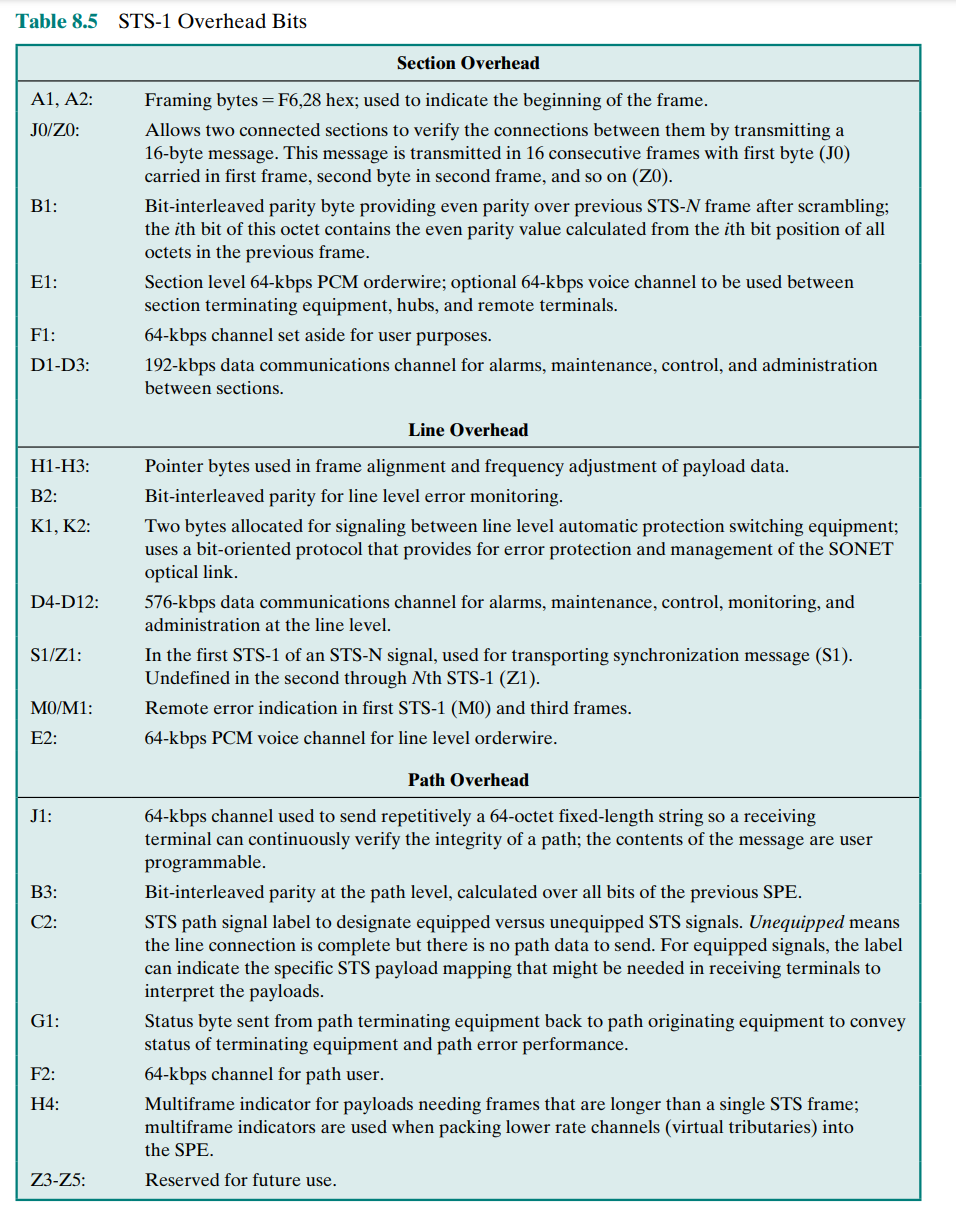 Table 8.5 STS-1 Overhead Bits
Section Overhead
A1, A2: Framing bytes = F6,28 hex; used to indicate the beginning of the frame.
J0/Z0: Allows two connected sections to verify the connections between them by transmitting a
16-byte message. This message is transmitted in 16 consecutive frames with first byte (J0)
carried in first frame, second byte in second frame, and so on (Z0).
B1: Bit-interleaved parity byte providing even parity over previous STS-N frame after scrambling;
the ith bit of this octet contains the even parity value calculated from the ith bit position of all
octets in the previous frame.
E1: Section level 64-kbps PCM orderwire; optional 64-kbps voice channel to be used between
section terminating equipment, hubs, and remote terminals.
F1: 64-kbps channel set aside for user purposes.
D1-D3: 192-kbps data communications channel for alarms, maintenance, control, and administration
between sections.
Line Overhead
H1-H3: Pointer bytes used in frame alignment and frequency adjustment of payload data.
B2: Bit-interleaved parity for line level error monitoring.
K1, K2: Two bytes allocated for signaling between line level automatic protection switching equipment;
uses a bit-oriented protocol that provides for error protection and management of the SONET
optical link.
D4-D12: 576-kbps data communications channel for alarms, maintenance, control, monitoring, and
administration at the line level.
S1/Z1: In the first STS-1 of an STS-N signal, used for transporting synchronization message (S1).
Undefined in the second through Nth STS-1 (Z1).
M0/M1: Remote error indication in first STS-1 (M0) and third frames.
E2: 64-kbps PCM voice channel for line level orderwire.
Path Overhead
J1: 64-kbps channel used to send repetitively a 64-octet fixed-length string so a receiving
terminal can continuously verify the integrity of a path; the contents of the message are user
programmable.
B3: Bit-interleaved parity at the path level, calculated over all bits of the previous SPE.
C2: STS path signal label to designate equipped versus unequipped STS signals. Unequipped means
the line connection is complete but there is no path data to send. For equipped signals, the label
can indicate the specific STS payload mapping that might be needed in receiving terminals to
interpret the payloads.
G1: Status byte sent from path terminating equipment back to path originating equipment to convey
status of terminating equipment and path error performance.
F2: 64-kbps channel for path user.
H4: Multiframe indicator for payloads needing frames that are longer than a single STS frame;
multiframe indicators are used when packing lower rate channels (virtual tributaries) into
the SPE.
Z3-Z5: Reserved for future use.